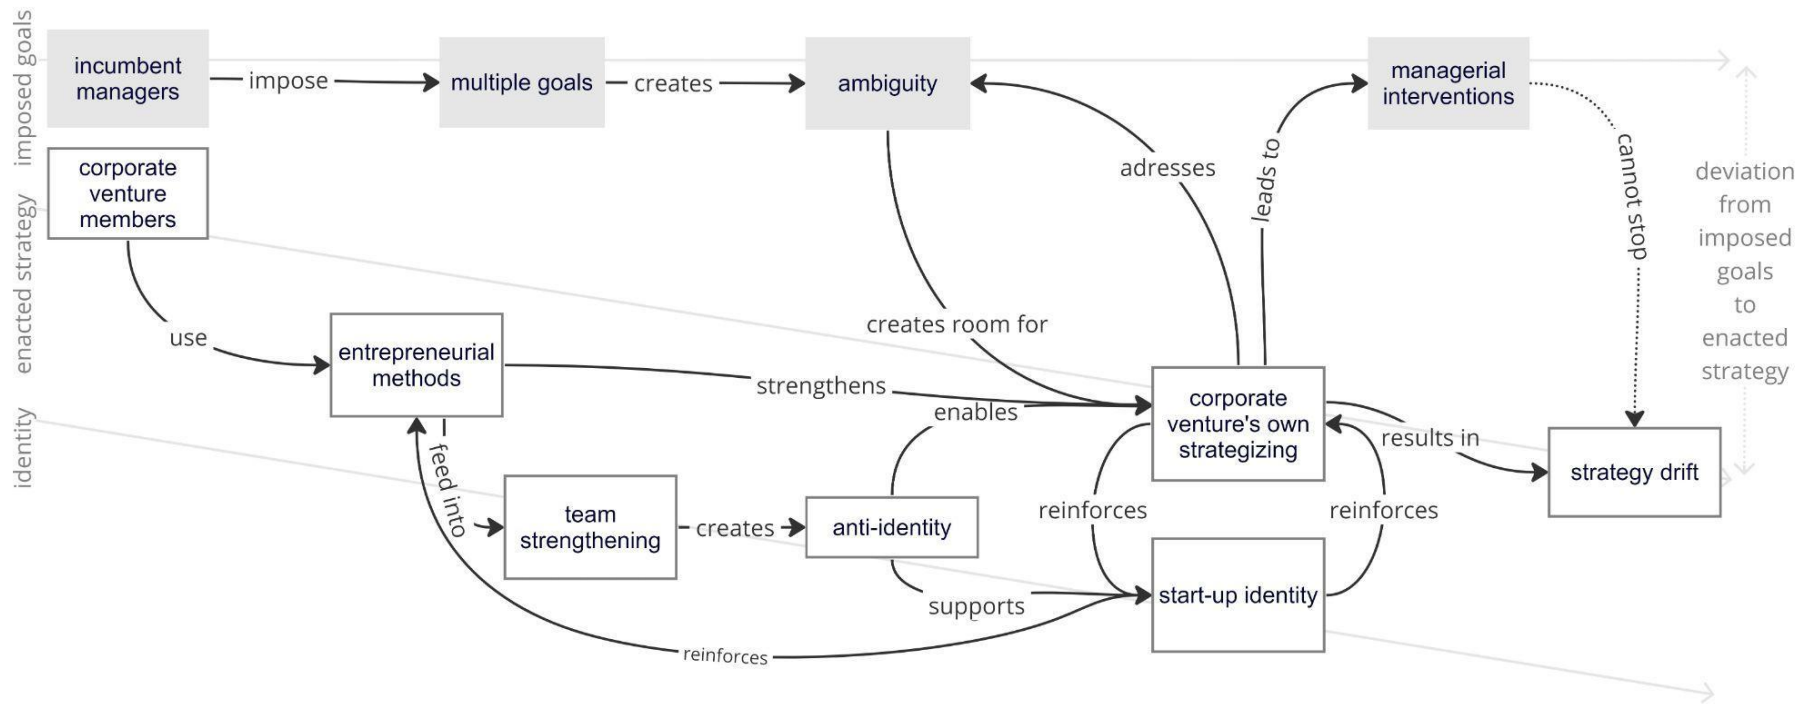 imposed goals
enacted strategy
identity
incumbent
managers
impose
multiple goals
creates
ambiguity
managerial
interventions
corporate
venture
members
adresses
leads to
cannot stop
deviation
from
imposed
goals
to
enacted
strategy
use
creates room for
entrepreneurial
methods
strengthens
enables
corporate
venture's own
strategizing
results in
strategy drift
feed into
team
strengthening
creates
anti-identity
reinforces
reinforces
supports
start-up identity
reinforces